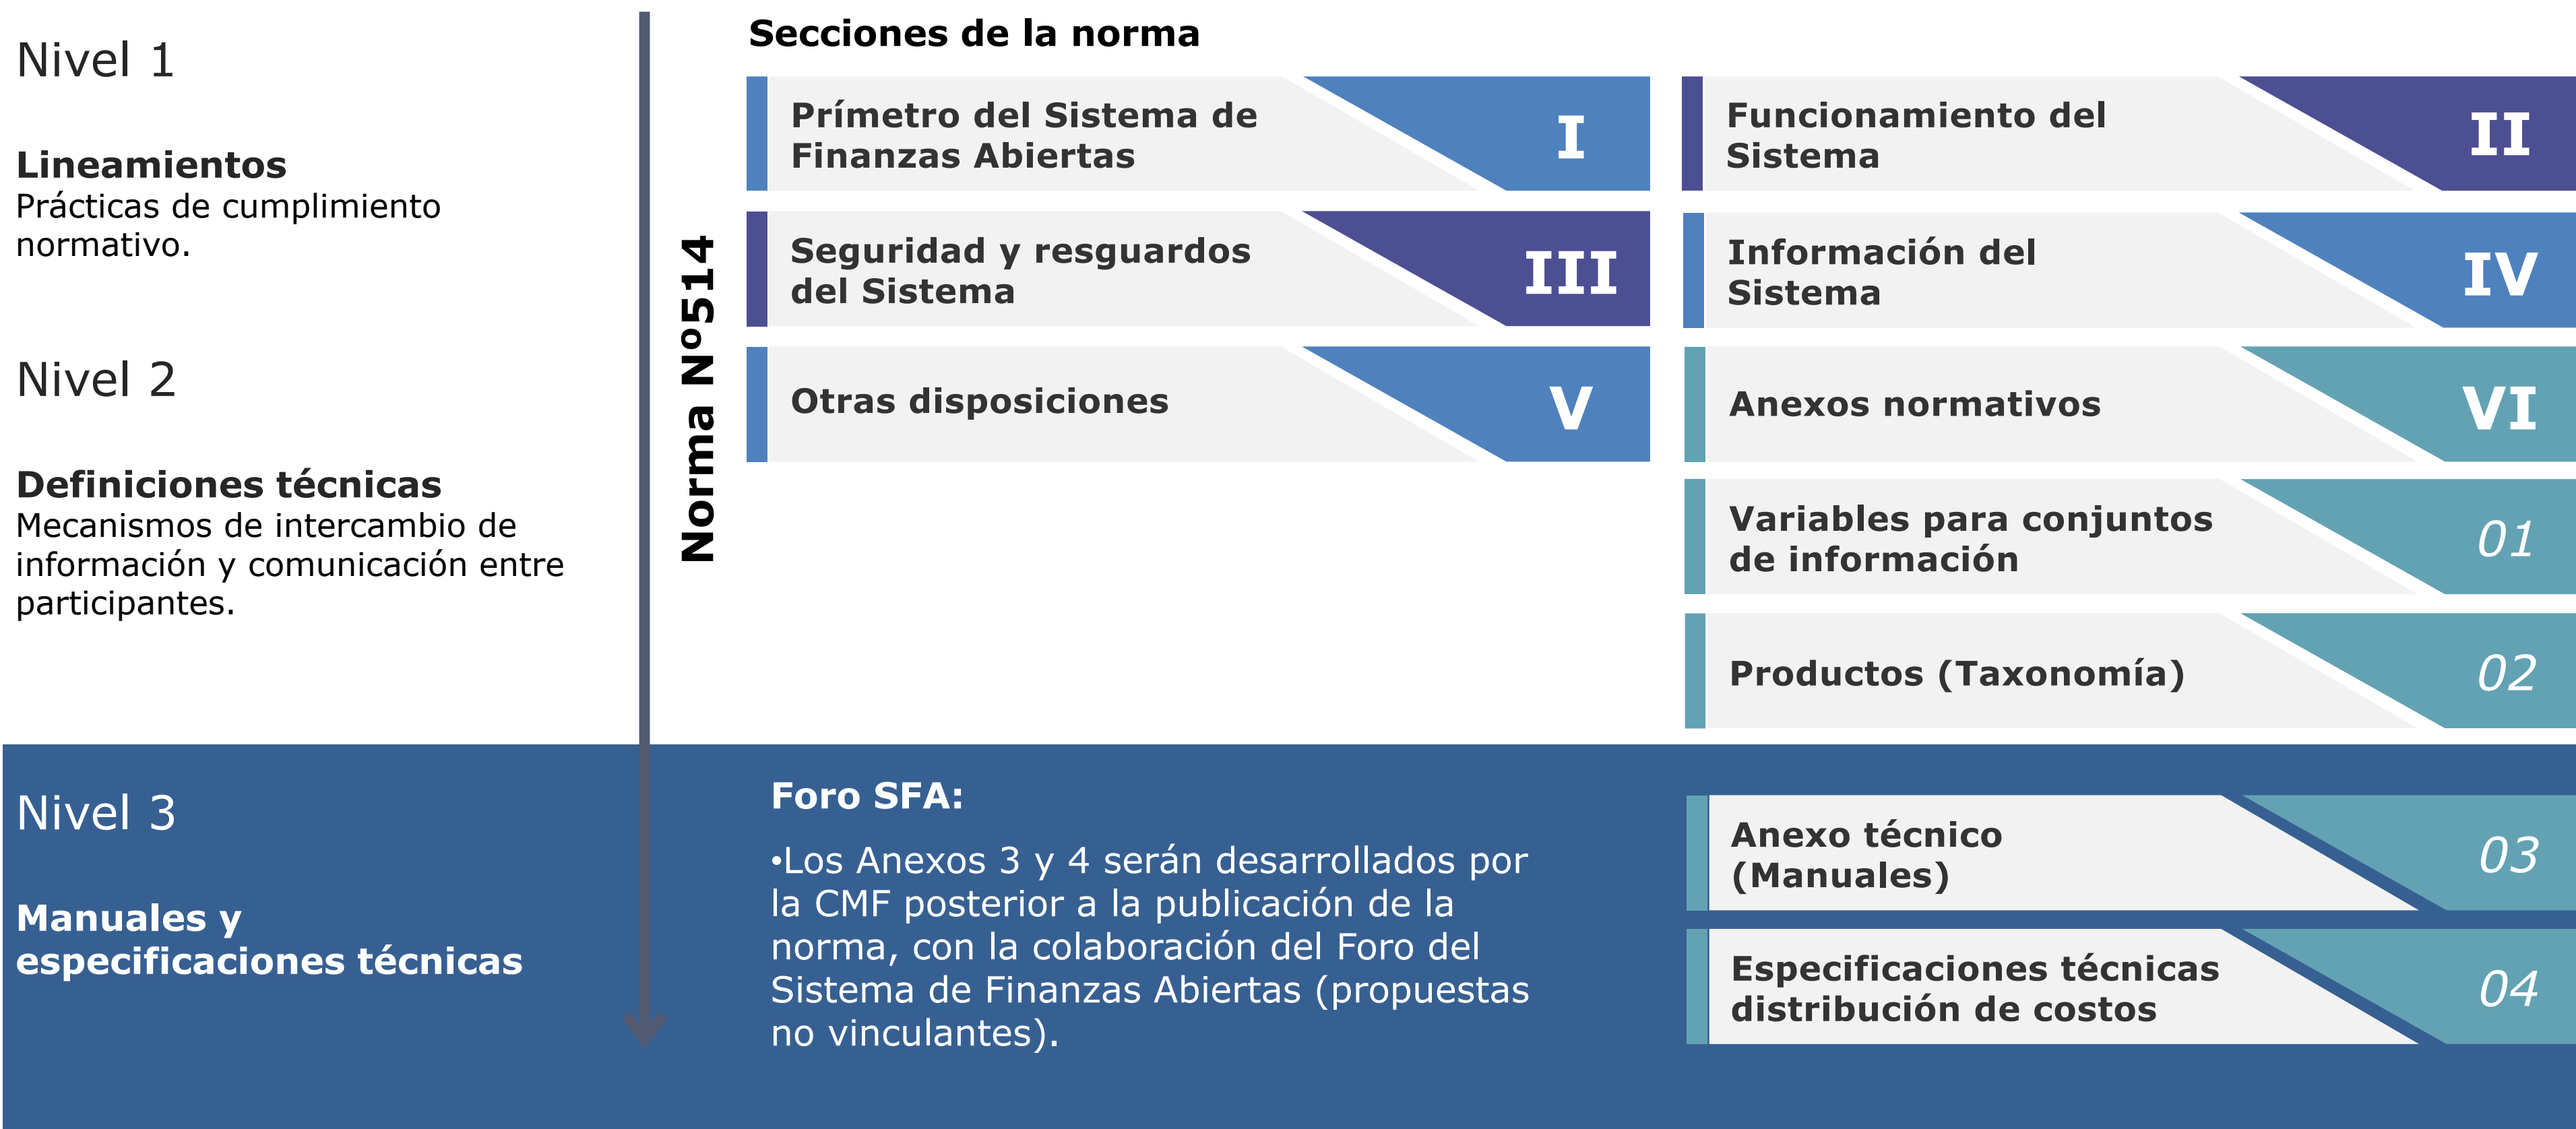 Nivel 1
Lineamientos
Prácticas de cumplimiento
normativo.
Nivel 2
Definiciones técnicas
Mecanismos de intercambio de
información y comunicación entre
participantes.
Norma Nº514
Secciones de la norma
Prímetro del Sistema de
Finanzas Abiertas
I
Funcionamiento del
Sistema
II
Seguridad y resguardos
del Sistema
III
Información del
Sistema
IV
Otras disposiciones
V
Anexos normativos
VI
Variables para conjuntos
de información
01
Productos (Taxonomía)
02
Nivel 3
Manuales y
especificaciones técnicas
Foro SFA:
•Los Anexos 3 y 4 serán desarrollados por
la CMF posterior a la publicación de la
norma, con la colaboración del Foro del
Sistema de Finanzas Abiertas (propuestas
no vinculantes).
Anexo técnico
(Manuales)
03
Especificaciones técnicas
distribución de costos
04